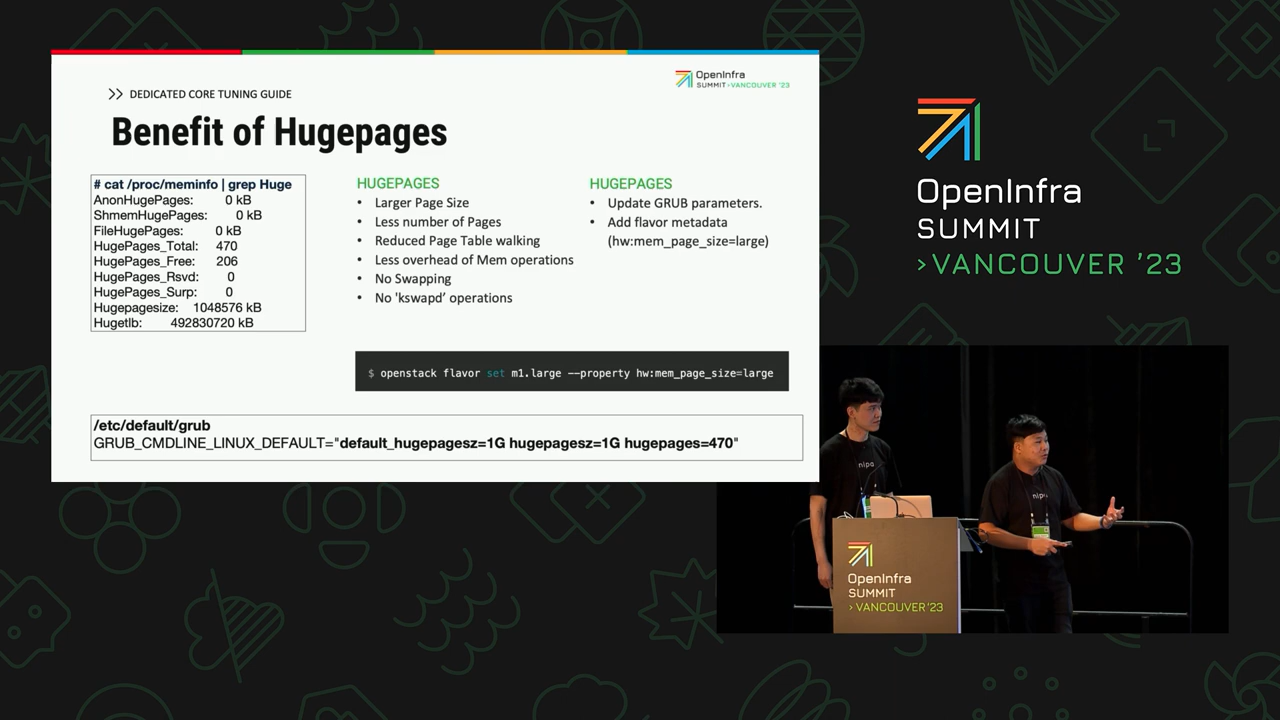 OpenInfra
SUMMIT >VANCOUVER '23
>> DEDICATED CORE TUNING GUIDE
Benefit of Hugepages
# cat /proc/meminfo | grep Huge
AnonHugePages: 0 kB
ShmemHugePages: 0 kB
FileHugePages: 0 kB
HugePages_Total: 470
HugePages_Free: 206
HugePages_Rsvd: 0
HugePages_Surp: 0
Hugepagesize: 1048576 kB
Hugetlb: 492830720 kB
HUGEPAGES
• Larger Page Size
• Less number of Pages
• Reduced Page Table walking
• Less overhead of Mem operations
• No Swapping
• No 'kswapd’ operations
HUGEPAGES
• Update GRUB parameters.
• Add flavor metadata
(hw:mem_page_size=large)
$ openstack flavor set m1.large --property hw:mem_page_size=large
/etc/default/grub
GRUB_CMDLINE_LINUX_DEFAULT="default_hugepagesz=1G hugepagesz=1G hugepages=470"
OpenInfra
SUMMIT
>VANCOUVER '23
nipa
nipa
OpenInfra
SUMMIT
>VANCOUVER '23